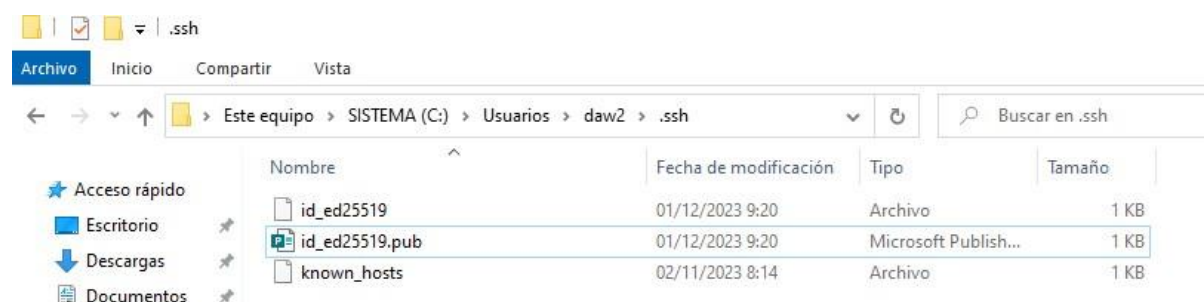 .ssh
Archivo Inicio Compartir Vista
Este equipo > SISTEMA (C:) > Usuarios > daw2 > .ssh Buscar en .ssh
Nombre Fecha de modificación Tipo Tamaño
Acceso rápido
Escritorio
Descargas
Documentos
id_ed25519 01/12/2023 9:20 Archivo 1 KB
id_ed25519.pub 01/12/2023 9:20 Microsoft Publish... 1 KB
known_hosts 02/11/2023 8:14 Archivo 1 KB